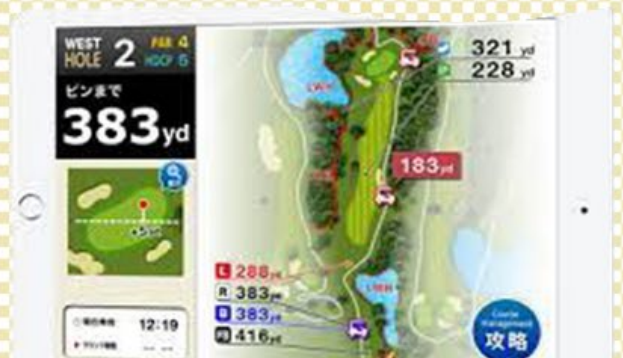 WEST
HOLE 2
PAR 4
HDCP 5
ピンまで
383yd
321 yd
228 yd
183yd
L 288yd
R 383yd
B 383yd
416yd
12:19
Course
Management
攻略